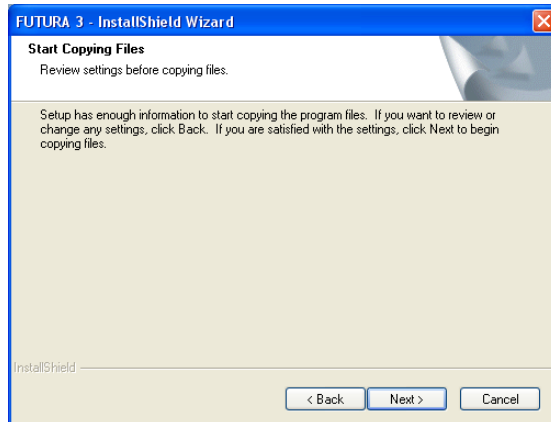 FUTURA 3 - InstallShield Wizard
Start Copying Files
Review settings before copying files.
Setup has enough information to start copying the program files. If you want to review or
change any settings, click Back. If you are satisfied with the settings, click Next to begin
copying files.
InstallShield
< Back Next > Cancel